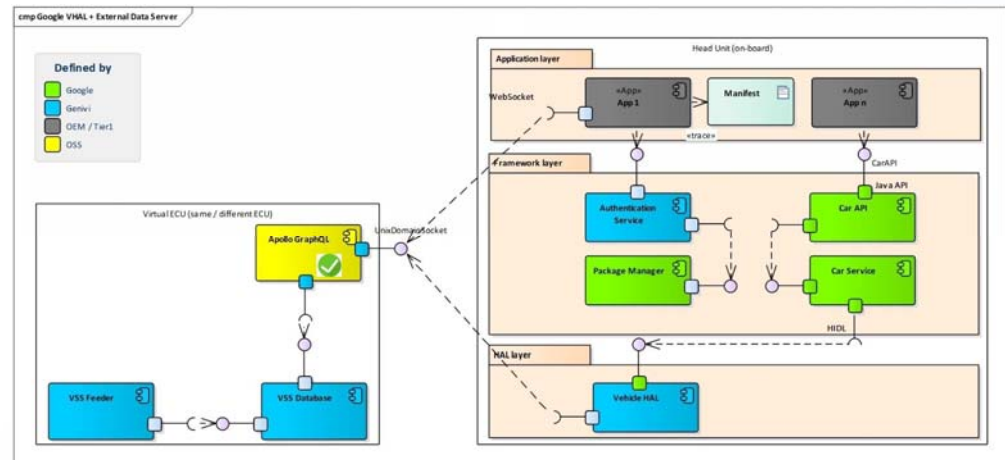 cmp Google VHAL + External Data Server
Defined by
Google
Genivi
OEM / Tier1
OSS
Head Unit (on-board)
Application layer
WebSocket
«App»
App 1
Manifest
«App»
App n
«trace»
CarAPI
Framework layer
Java API
Authentication
Service
Car API
Package Manager
Car Service
HIDL
HAL layer
Vehicle HAL
Virtual ECU (same / different ECU)
UnixDomainSocket
Apollo GraphQL
VSS Feeder
VSS Database